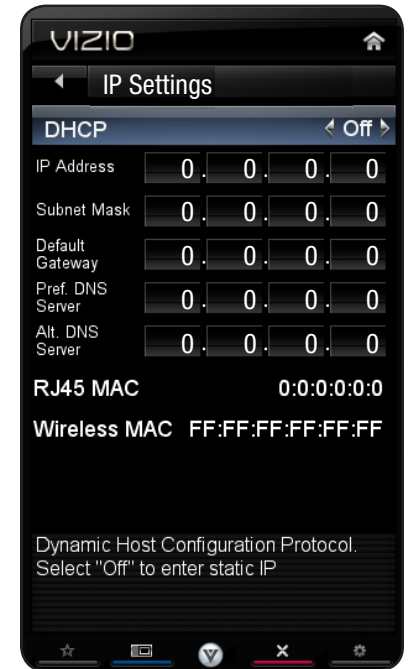 VIZIO
IP Settings
DHCP Off
IP Address 0. 0. 0. 0
Subnet Mask 0. 0. 0. 0
Default
Gateway 0. 0. 0. 0
Pref. DNS
Server 0. 0. 0. 0
Alt. DNS
Server 0. 0. 0. 0
RJ45 MAC 0:0:0:0:0:0
Wireless MAC FF:FF:FF:FF:FF:FF
Dynamic Host Configuration Protocol.
Select "Off" to enter static IP
V